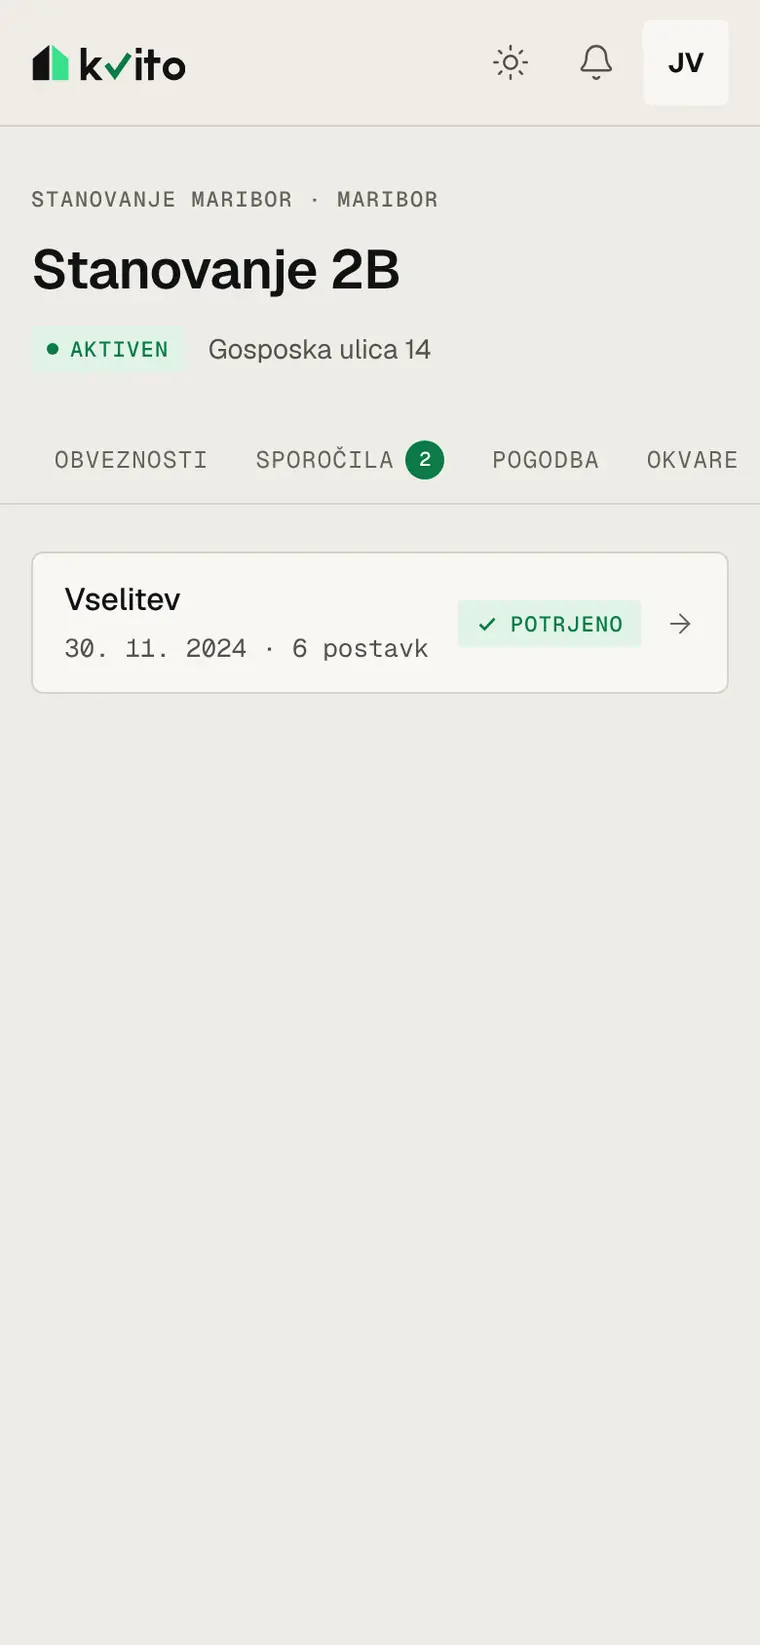 kvito
JV
STANOVANJE MARIBOR · MARIBOR
Stanovanje 2B
AKTIVEN Gosposka ulica 14
OBVEZNOSTI SPOROČILA 2 POGODBA OKVARE
Vselitev
30. 11. 2024 · 6 postavk
POTRJENO